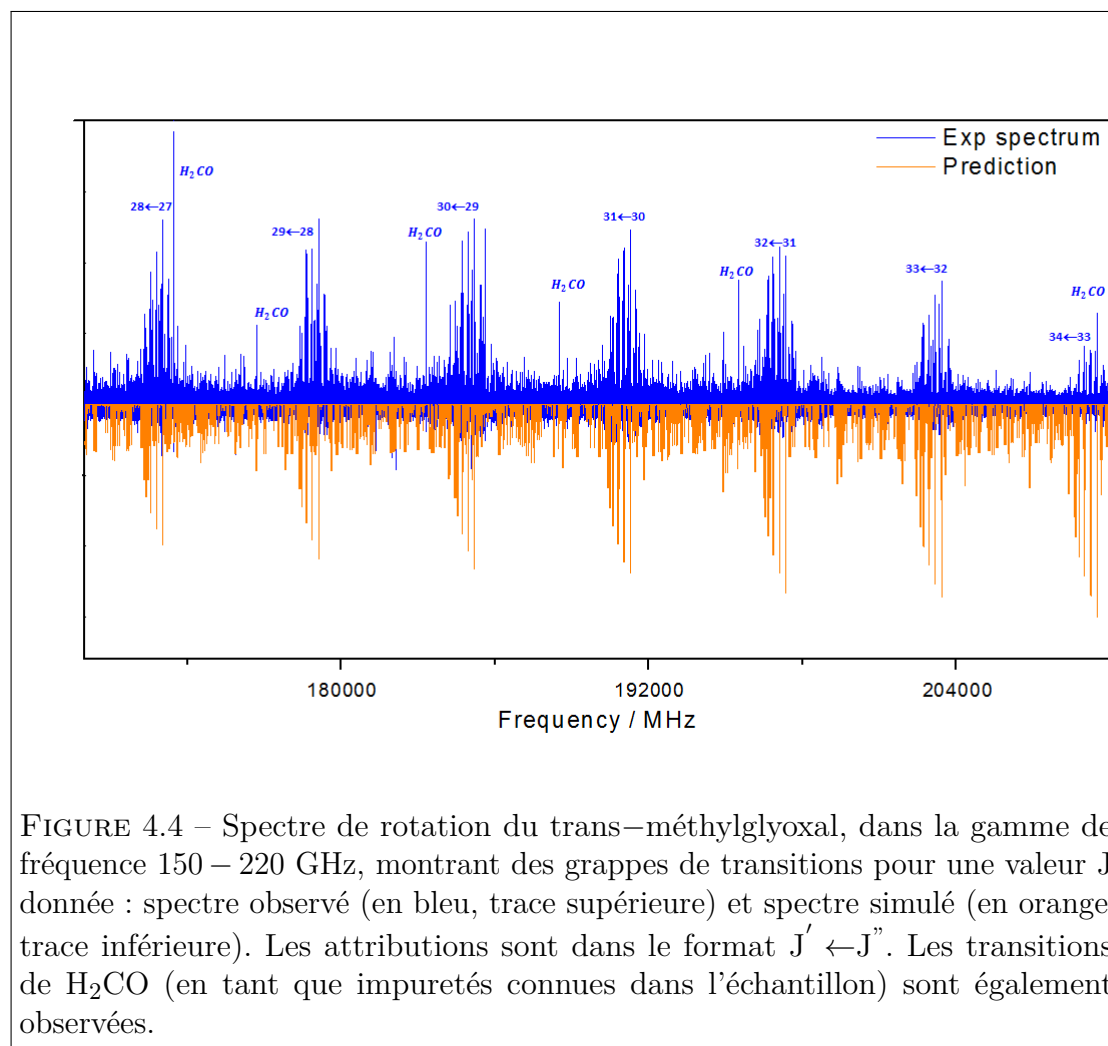 Exp spectrum
Prediction
H₂CO
28←27
30←29
31←30
29←28
H₂CO
32←31
33←32
H₂CO
H₂CO
H₂CO
H₂CO
34←33
180000
192000
204000
Frequency / MHz
FIGURE 4.4 – Spectre de rotation du trans−méthylglyoxal, dans la gamme de
fréquence 150 – 220 GHz, montrant des grappes de transitions pour une valeur J
donnée : spectre observé (en bleu, trace supérieure) et spectre simulé (en orange
trace inférieure). Les attributions sont dans le format J′ ←J”. Les transitions
de H₂CO (en tant que impuretés connues dans l'échantillon) sont également
observées.